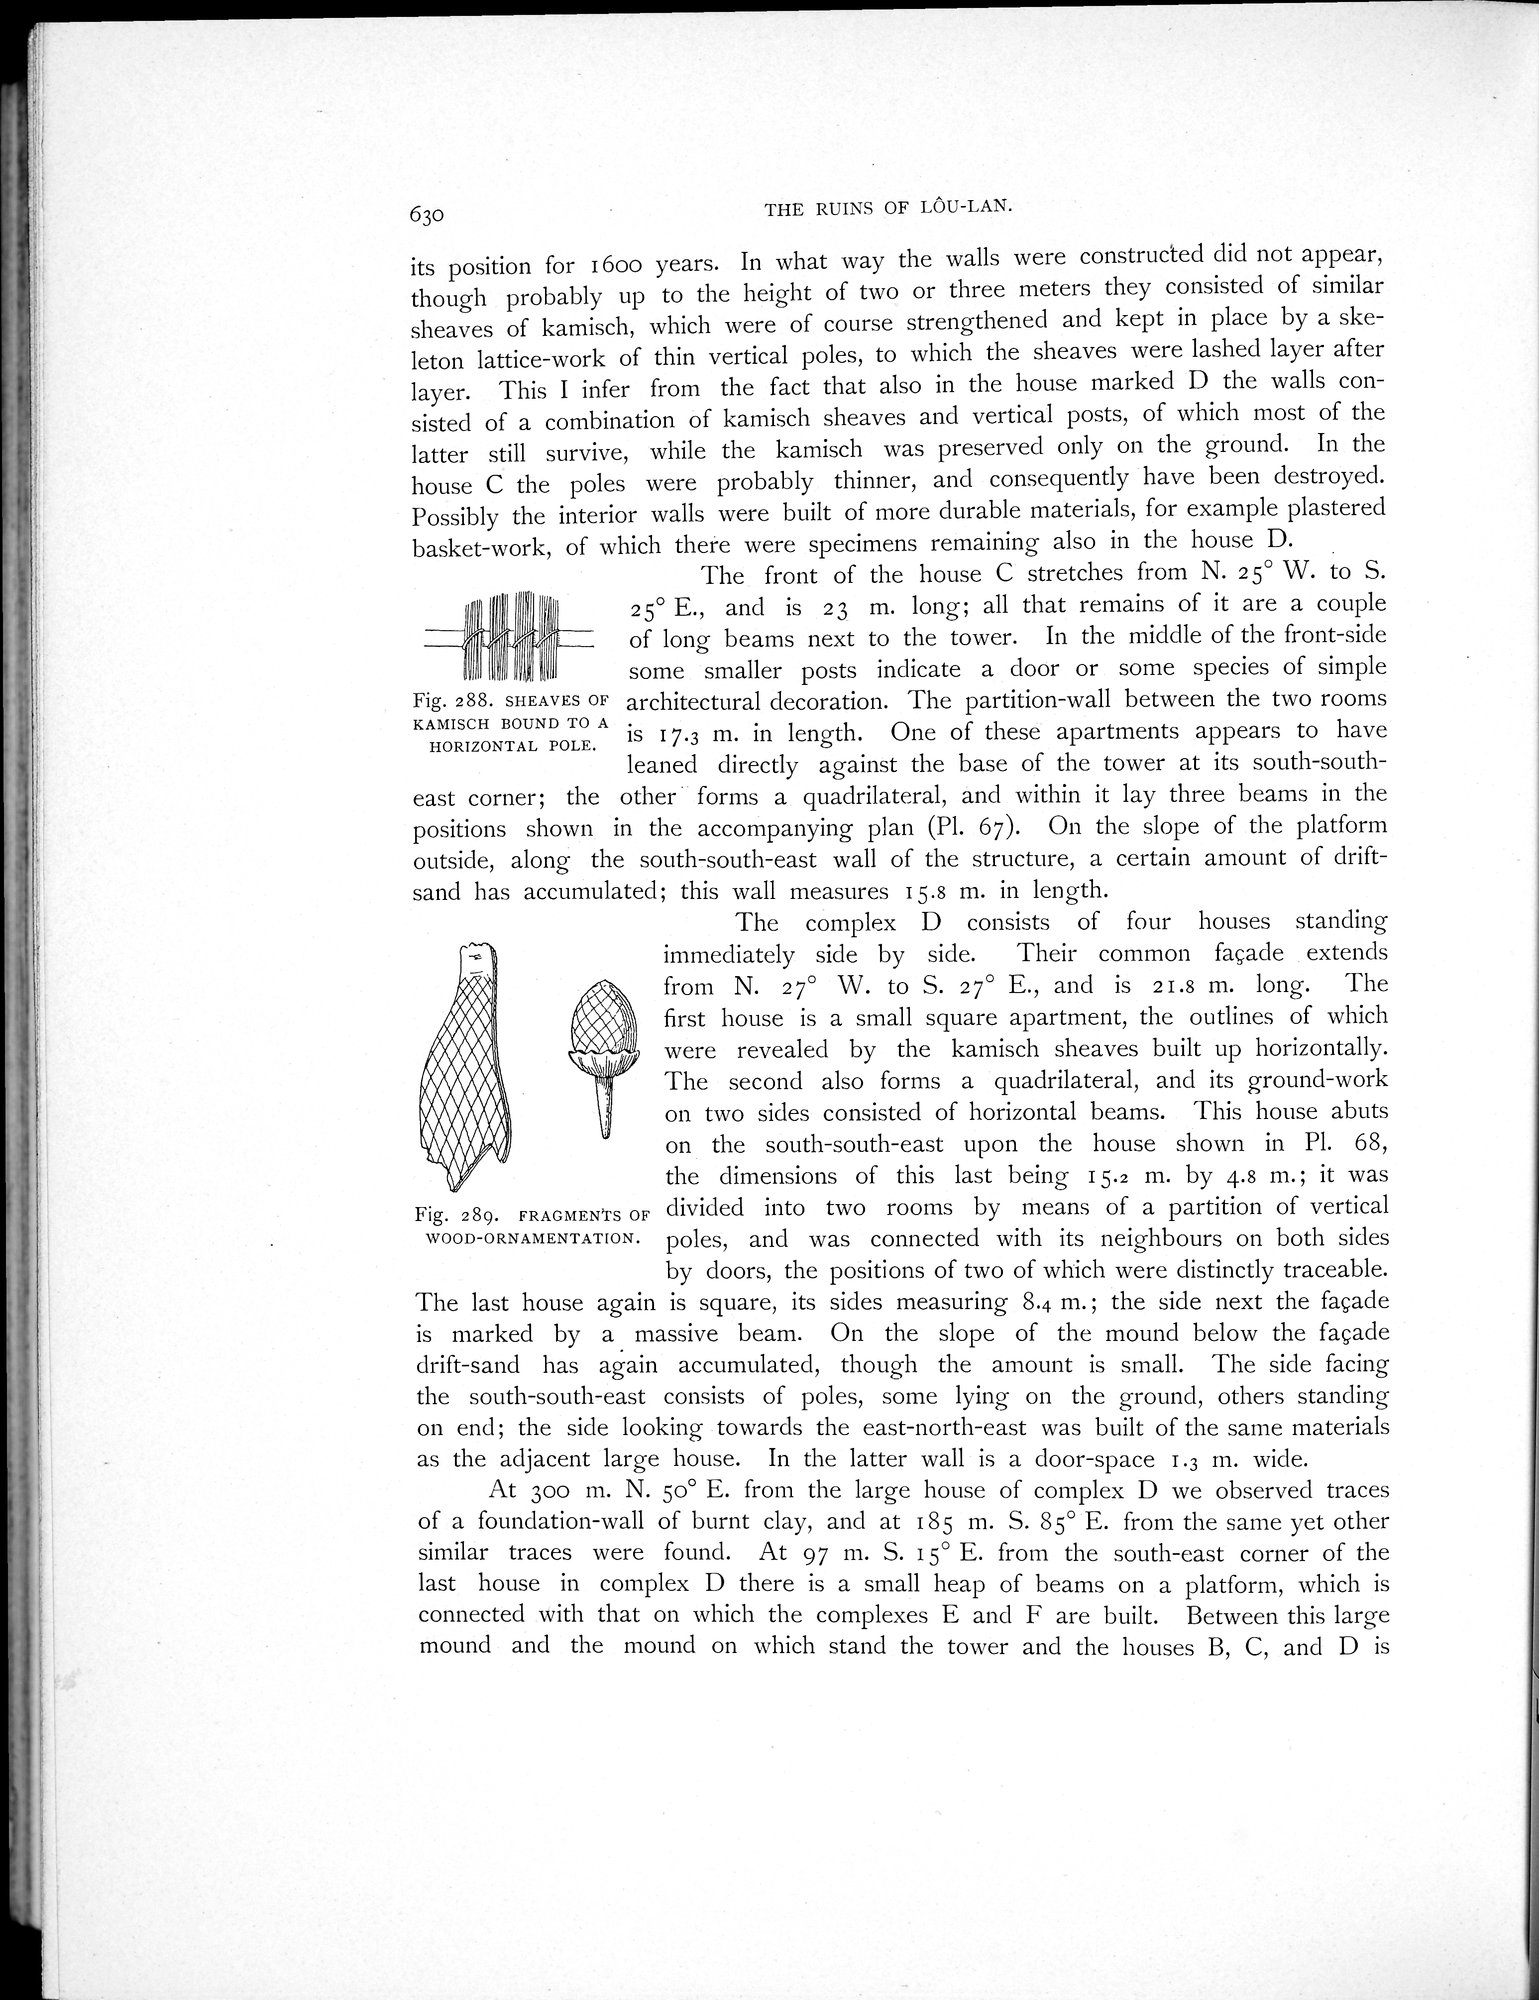 630
THE RUINS OF LÔU-LAN.
its position for 1600 years. In what way the walls were constructed did not appear,
though probably up to the height of two or three meters they consisted of similar
sheaves of kamisch, which were of course strengthened and kept in place by a ske-
leton lattice-work of thin vertical poles, to which the sheaves were lashed layer after
layer. This I infer from the fact that also in the house marked D the walls con-
sisted of a combination of kamisch sheaves and vertical posts, of which most of the
latter still survive, while the kamisch was preserved only on the ground. In the
house C the poles were probably thinner, and consequently have been destroyed.
Possibly the interior walls were built of more durable materials, for example plastered
basket-work, of which there were specimens remaining also in the house D.
The front of the house C stretches from N. 25° W. to S.
25° E., and is 23 m. long; all that remains of it are a couple
of long beams next to the tower. In the middle of the front-side
some smaller posts indicate a door or some species of simple
architectural decoration. The partition-wall between the two rooms
is 17.3 m. in length. One of these apartments appears to have
leaned directly against the base of the tower at its south-south-
east corner; the other forms a quadrilateral, and within it lay three beams in the
positions shown in the accompanying plan (Pl. 67). On the slope of the platform
outside, along the south-south-east wall of the structure, a certain amount of drift-
sand has accumulated; this wall measures 15.8 m. in length.
Fig. 288. SHEAVES OF
KAMISCH BOUND TO A
HORIZONTAL POLE.
The complex D consists of four houses standing
immediately side by side. Their common façade extends
from N. 27° W. to S. 27° E., and is 21.8 m. long. The
first house is a small square apartment, the outlines of which
were revealed by the kamisch sheaves built up horizontally.
The second also forms a quadrilateral, and its ground-work
on two sides consisted of horizontal beams. This house abuts
on the south-south-east upon the house shown in Pl. 68,
the dimensions of this last being 15.2 m. by 4.8 m.; it was
divided into two rooms by means of a partition of vertical
poles, and was connected with its neighbours on both sides
by doors, the positions of two of which were distinctly traceable.
Fig. 289. FRAGMENTS OF
WOOD-ORNAMENTATION.
The last house again is square, its sides measuring 8.4 m.; the side next the façade
is marked by a massive beam. On the slope of the mound below the façade
drift-sand has again accumulated, though the amount is small. The side facing
the south-south-east consists of poles, some lying on the ground, others standing
on end; the side looking towards the east-north-east was built of the same materials
as the adjacent large house. In the latter wall is a door-space 1.3 m. wide.
At 300 m. N. 50° E. from the large house of complex D we observed traces
of a foundation-wall of burnt clay, and at 185 m. S. 85° E. from the same yet other
similar traces were found. At 97 m. S. 15° E. from the south-east corner of the
last house in complex D there is a small heap of beams on a platform, which is
connected with that on which the complexes E and F are built. Between this large
mound and the mound on which stand the tower and the houses B, C, and D is